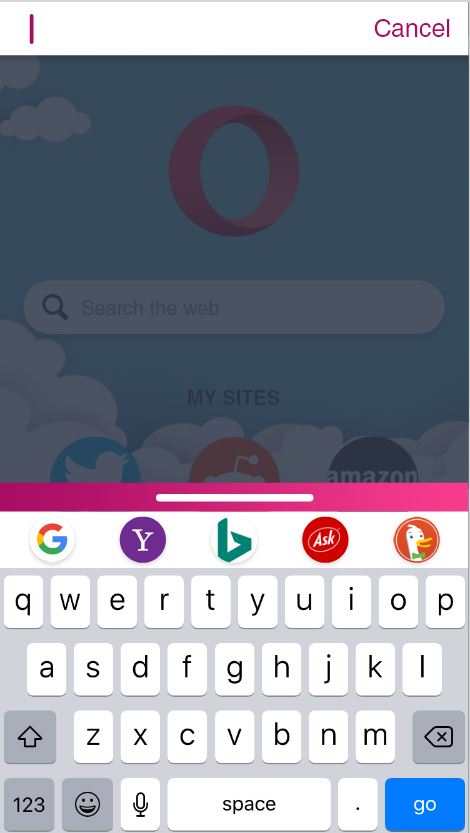 Cancel
Search the web
MY SITES
amazon
Y
Ask
q w e r t y u i o p
a s d f g h j k l
z x c v b n m
123 space . go